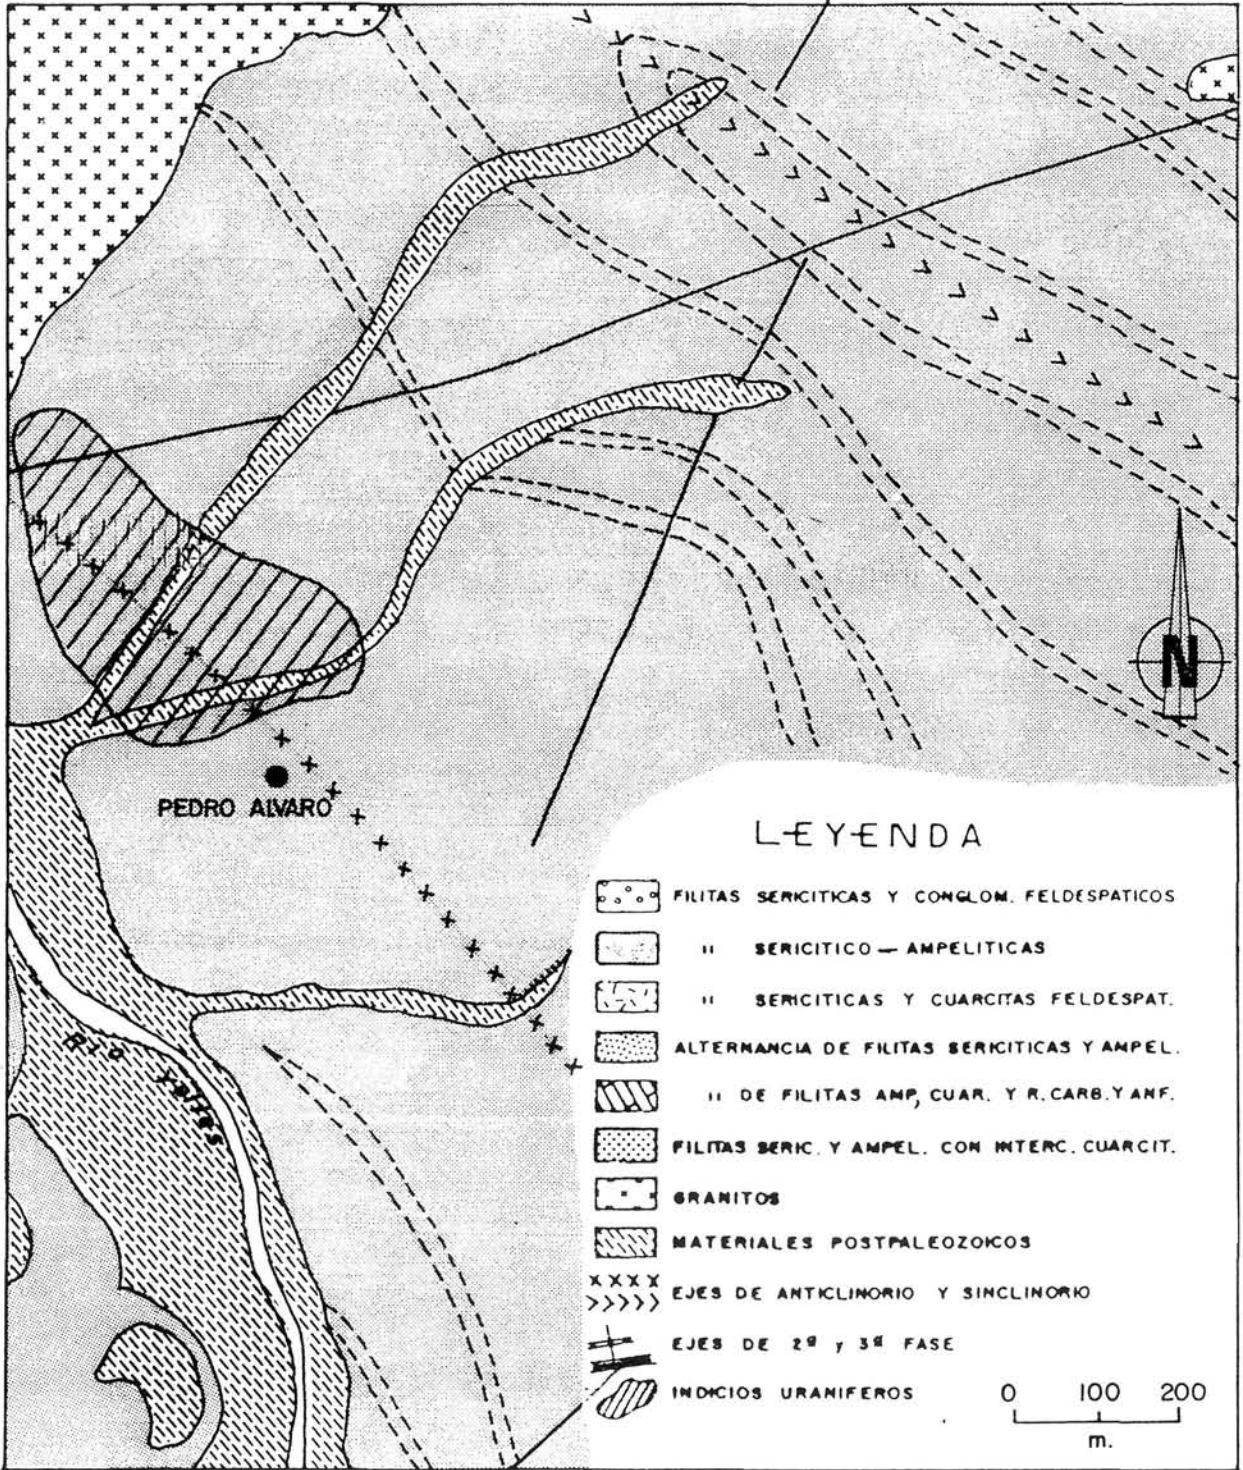 PEDRO ALVARO
Rio Yeltes
N
LEYENDA
FILITAS SERICITICAS Y CONGLOM. FELDESPATICOS
" SERICITICO — AMPELITICAS
" SERICITICAS Y CUARCITAS FELDESPAT.
ALTERNANCIA DE FILITAS SERICITICAS Y AMPEL.
" DE FILITAS AMP, CUAR. Y R. CARB. Y ANF.
FILITAS SERIC. Y AMPEL. CON INTERC. CUARCIT.
GRANITOS
MATERIALES POSTPALEOZOICOS
EJES DE ANTICLINORIO Y SINCLINORIO
EJES DE 2ª y 3ª FASE
INDICIOS URANIFEROS
0 100 200
m.